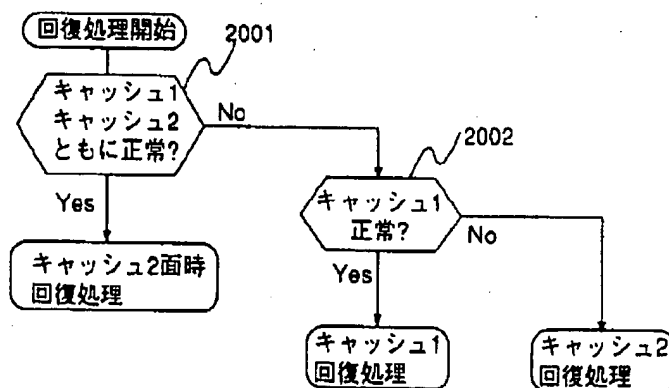 回復処理開始
2001
キャッシュ1
キャッシュ2
ともに正常?
No
Yes
2002
キャッシュ1
正常?
No
Yes
キャッシュ2面時
回復処理
キャッシュ1
回復処理
キャッシュ2
回復処理